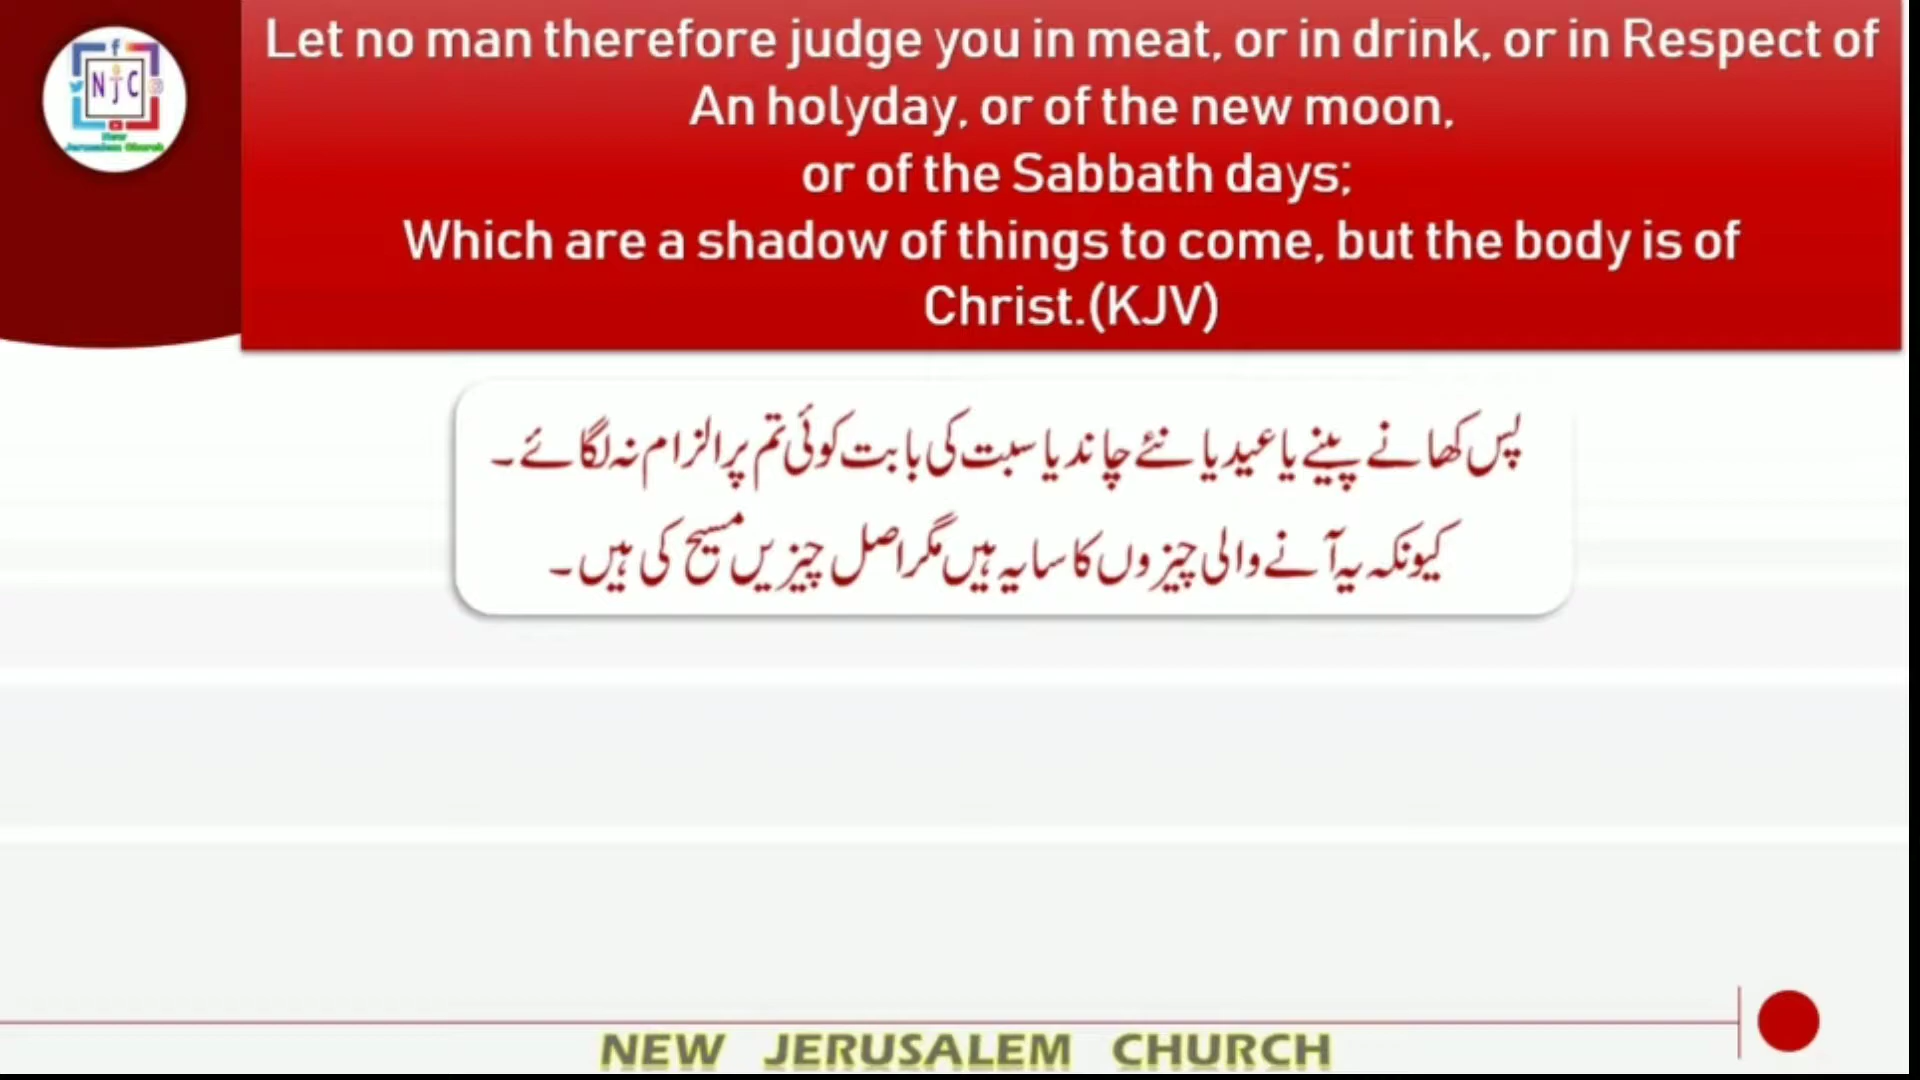 f
NjC
New
Jerusalem Church
Let no man therefore judge you in meat, or in drink, or in Respect of
An holyday, or of the new moon,
or of the Sabbath days;
Which are a shadow of things to come, but the body is of
Christ.(KJV)
پس کھانے پینے یا عید یا نئے چاند یا سبت کی بابت کوئی تم پر الزام نہ لگائے۔
کیونکہ یہ آنے والی چیزوں کا سایہ ہیں مگر اصل چیزیں مسیح کی ہیں۔
NEW JERUSALEM CHURCH